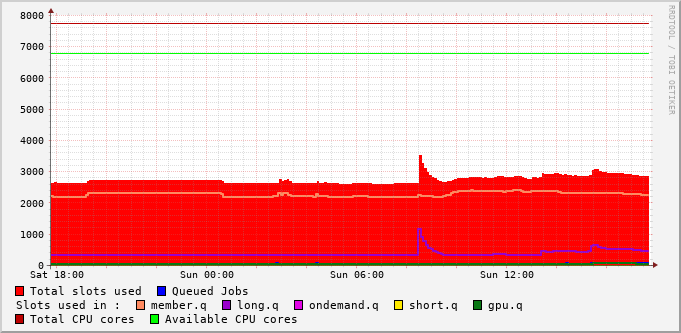 8000
7000
6000
5000
4000
3000
2000
1000
0
Sat 18:00 Sun 00:00 Sun 06:00 Sun 12:00
Total slots used Queued Jobs
Slots used in : member.q long.q ondemand.q short.q gpu.q
Total CPU cores Available CPU cores
RRDTOOL / TOBI OETIKER